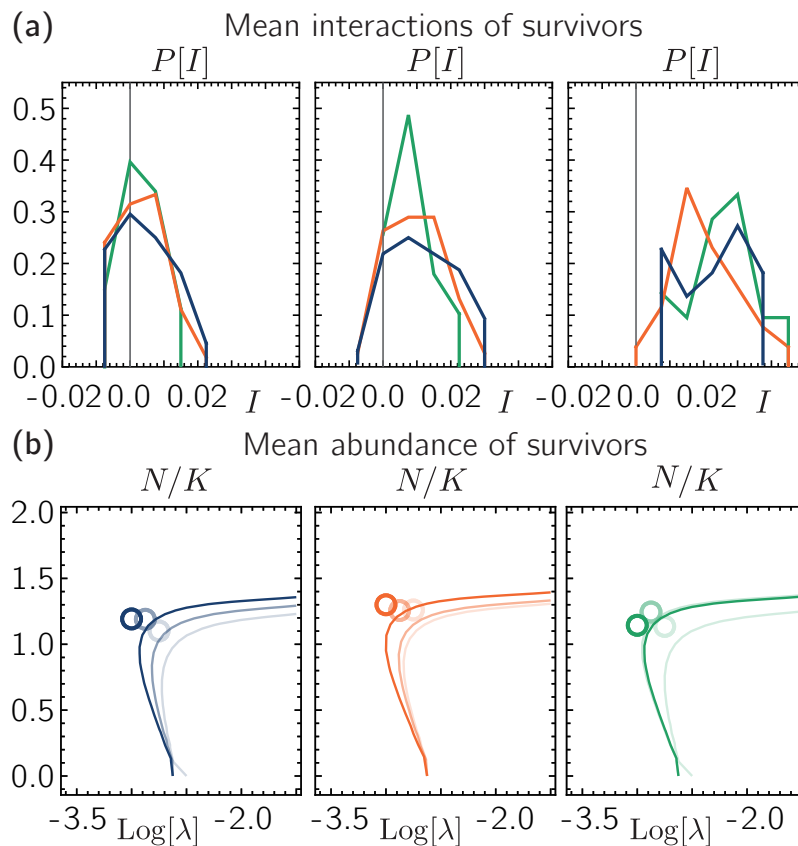 (a) Mean interactions of survivors
P[I] P[I] P[I]
0.5
0.4
0.3
0.2
0.1
0.0
-0.02 0.0 0.02 I -0.02 0.0 0.02 I -0.02 0.0 0.02 I
(b) Mean abundance of survivors
N/K N/K N/K
2.0
1.5
1.0
0.5
0.0
-3.5 Log[λ] -2.0 -3.5 Log[λ] -2.0 -3.5 Log[λ] -2.0